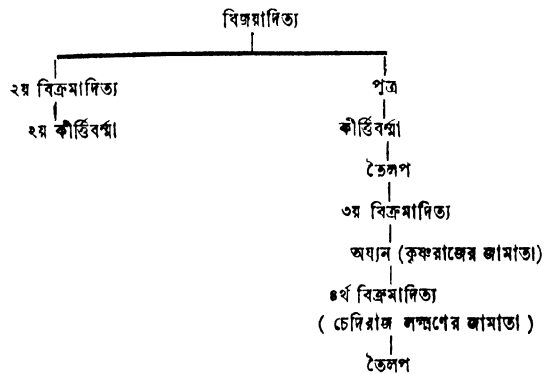 বিজয়াদিত্য
২য় বিক্রমাদিত্য পুত্র
২য় কীর্ত্তিবর্ম্মা কীর্ত্তিবর্ম্মা
তৈলপ
৩য় বিক্রমাদিত্য
অয্যন (কৃষ্ণরাজের জামাতা)
৪র্থ বিক্রমাদিত্য
( চেদিরাজ লক্ষ্মণের জামাতা )
তৈলপ